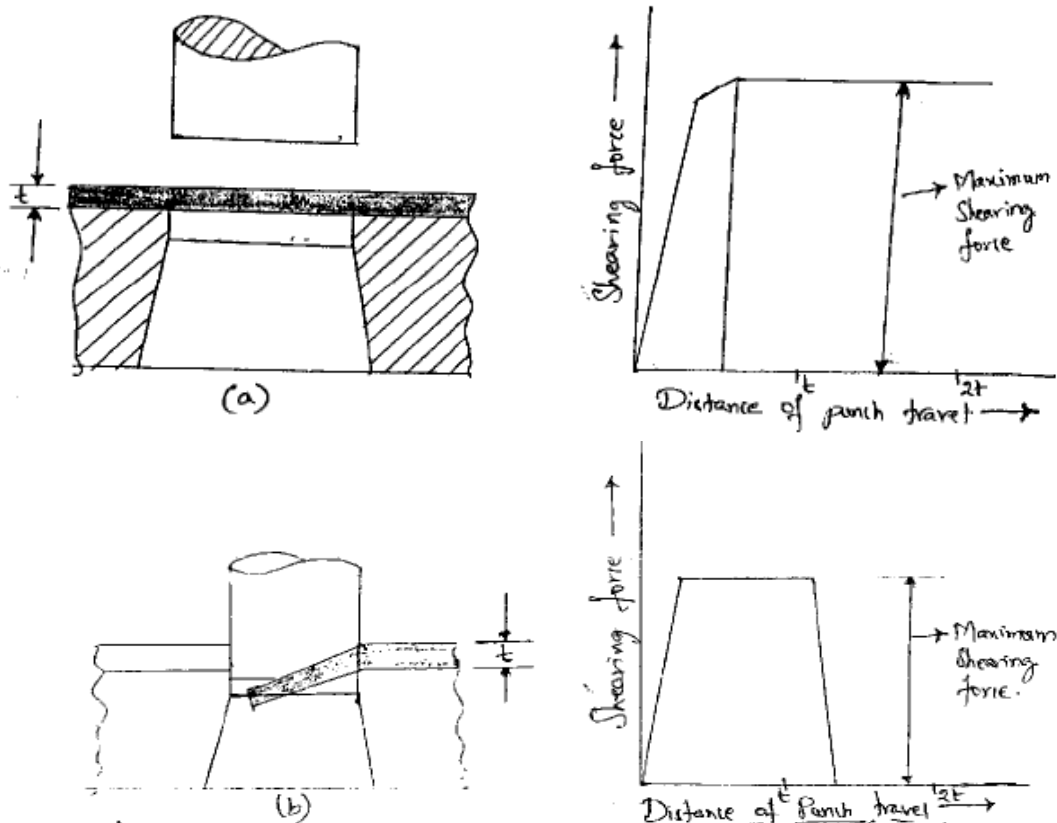 t
(a)
Shearing force
Maximum
Shearing
force
t
2t
Distance of punch travel
t
(b)
Shearing force
Maximum
Shearing
force.
t
2t
Distance of Punch travel